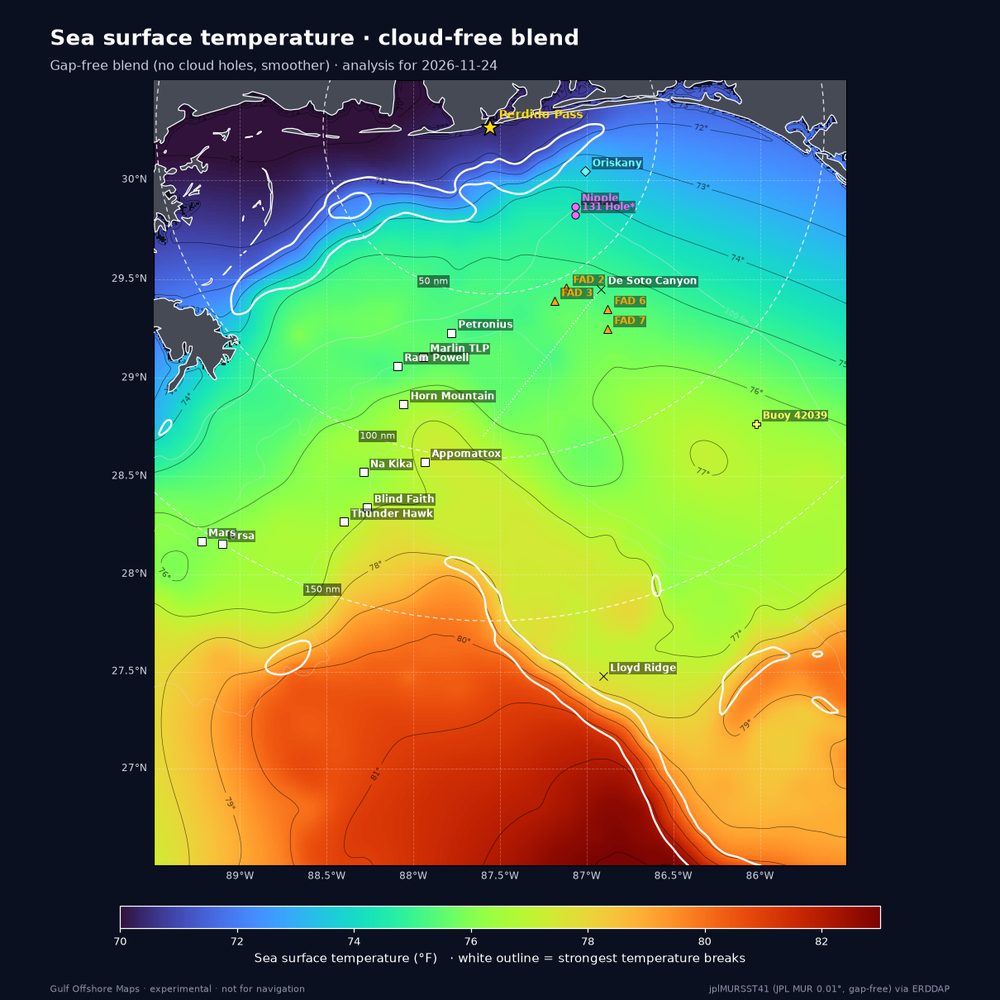 Sea surface temperature · cloud-free blend
Gap-free blend (no cloud holes, smoother) · analysis for 2026-11-24
Perdido Pass
72°
Oriskany
71°
30°N
73°
Nipple
131 Hole*
74°
29.5°N
50 nm
FAD 2
De Soto Canyon
FAD 3
FAD 6
FAD 7
Petronius
Marlin TLP
Ram Powell
29°N
76°
74°
Horn Mountain
Buoy 42039
100 nm
Appomattox
Na Kika
77°
28.5°N
Blind Faith
Thunder Hawk
Mars
Ursa
78°
76°
28°N
150 nm
77°
80°
27.5°N
Lloyd Ridge
79°
27°N
81°
79°
89°W 88.5°W 88°W 87.5°W 87°W 86.5°W 86°W
70 72 74 76 78 80 82
Sea surface temperature (°F) · white outline = strongest temperature breaks
Gulf Offshore Maps · experimental · not for navigation
jplMURSST41 (JPL MUR 0.01°, gap-free) via ERDDAP